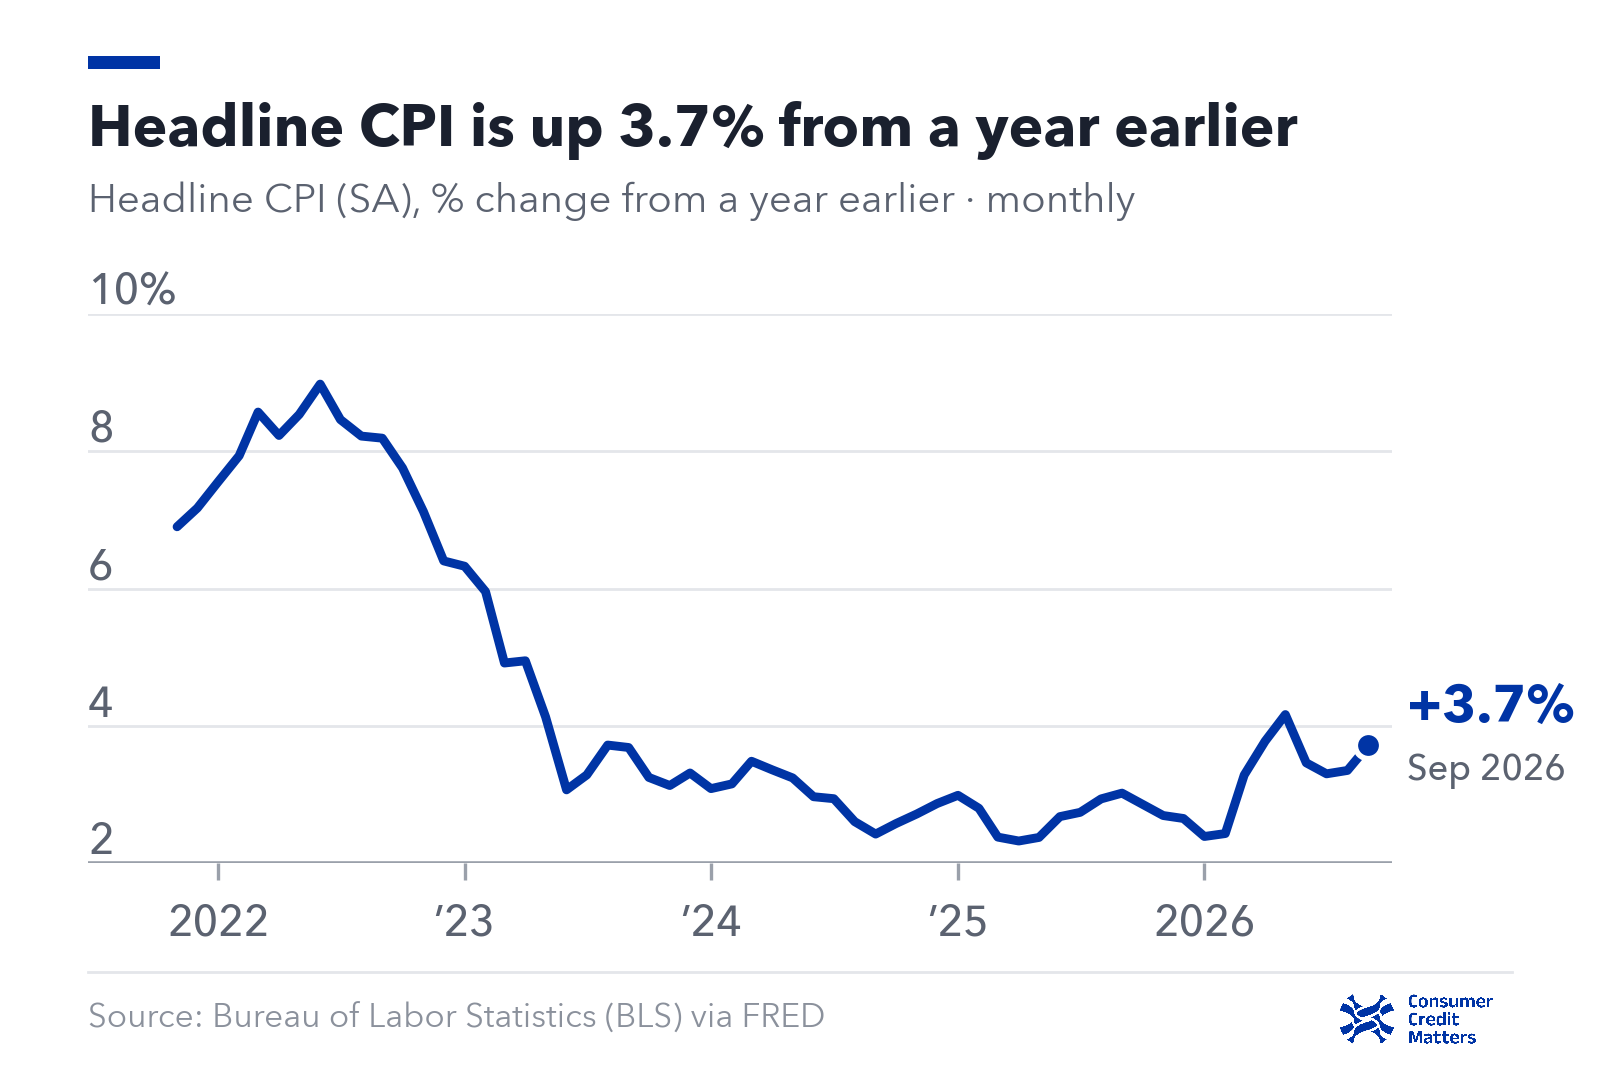 Headline CPI is up 3.7% from a year earlier
Headline CPI (SA), % change from a year earlier · monthly
10%
8
6
4
2
+3.7%
Sep 2026
2022
’23
’24
’25
2026
Source: Bureau of Labor Statistics (BLS) via FRED
Consumer
Credit
Matters